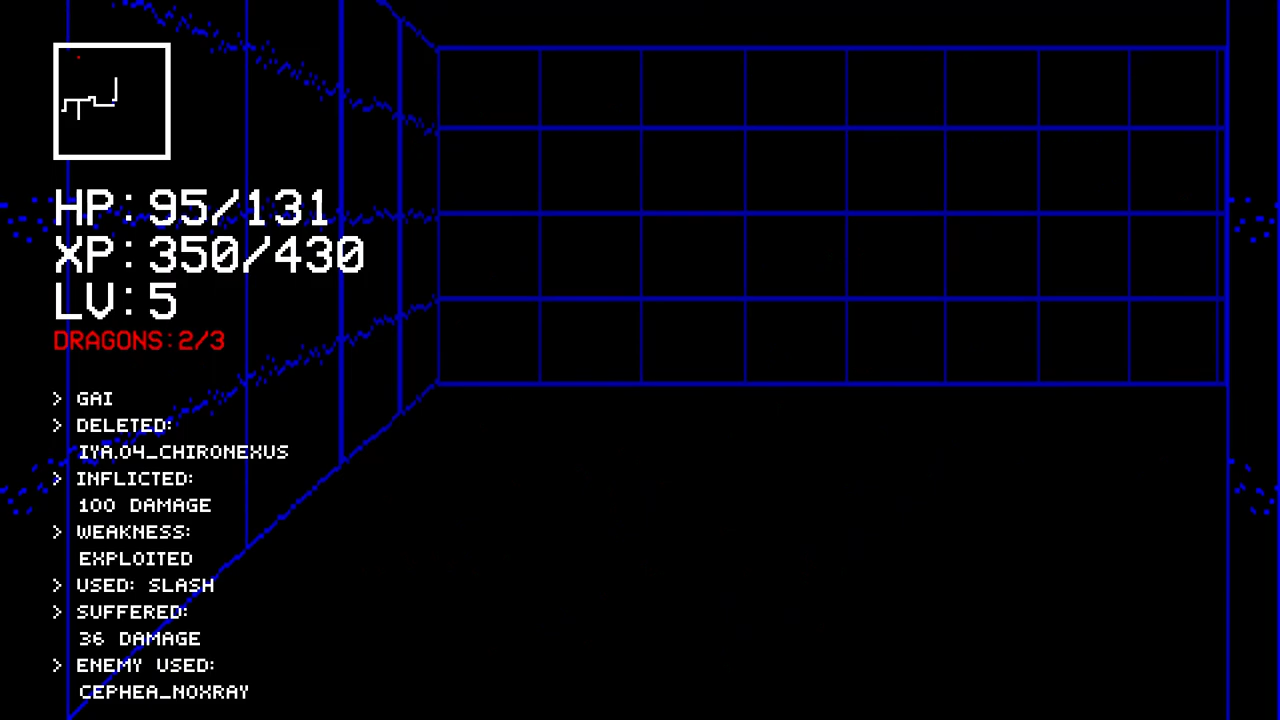 HP:95/131
XP:350/430
LV:5
DRAGONS:2/3
> GAI
> DELETED:
IYA.04_CHIRONEXUS
> INFLICTED:
100 DAMAGE
> WEAKNESS:
EXPLOITED
> USED: SLASH
> SUFFERED:
36 DAMAGE
> ENEMY USED:
CEPHEA_NOXRAY